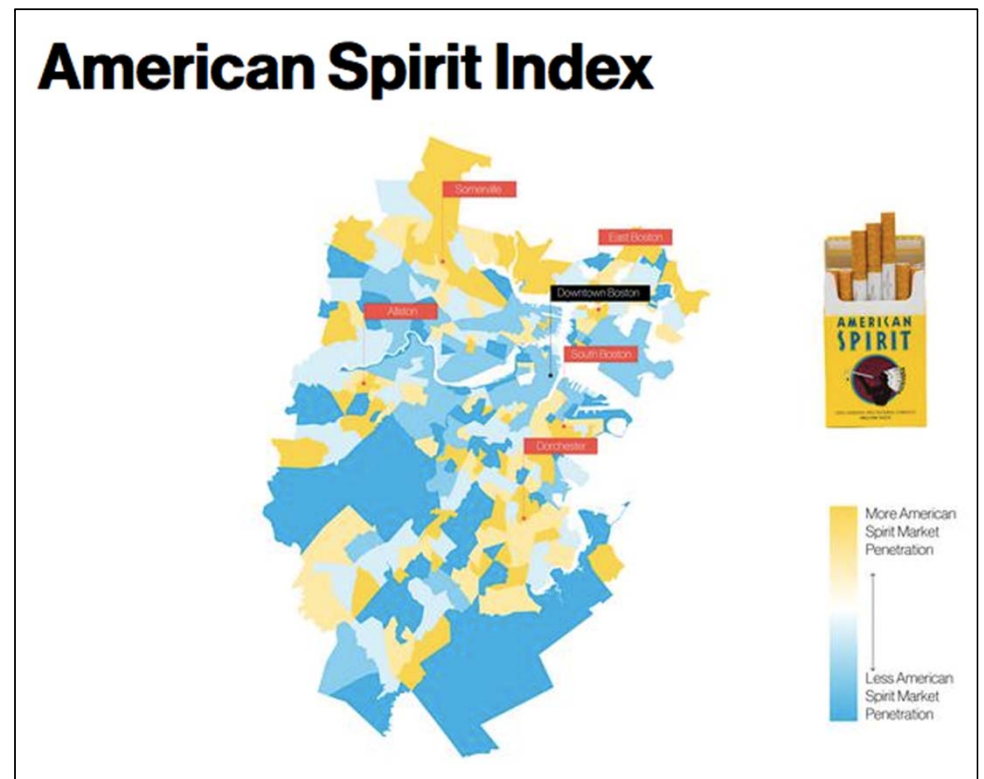 American Spirit Index
Somerville
East Boston
Downtown Boston
Allston
South Boston
Dorchester
AMERICAN
SPIRIT
More American
Spirit Market
Penetration
Less American
Spirit Market
Penetration